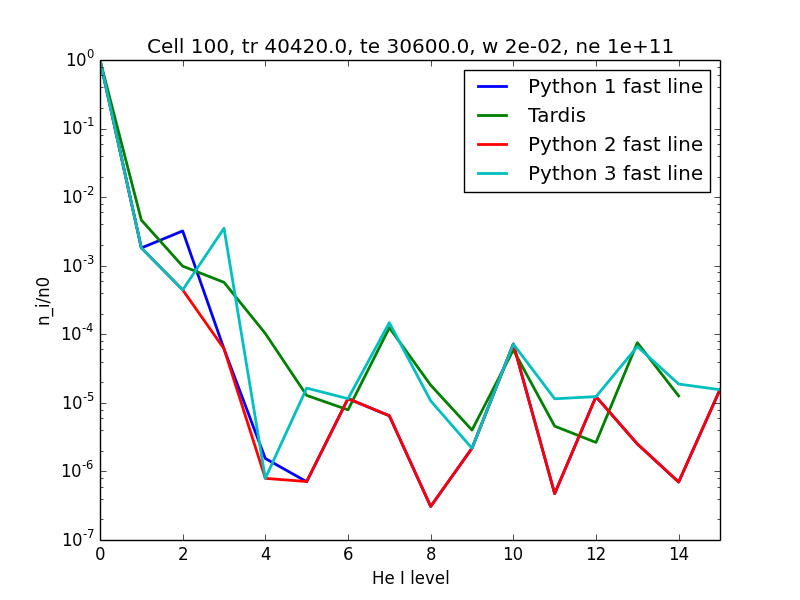 Cell 100, tr 40420.0, te 30600.0, w 2e-02, ne 1e+11
Python 1 fast line
Tardis
Python 2 fast line
Python 3 fast line
10^0
10^-1
10^-2
10^-3
10^-4
10^-5
10^-6
10^-7
n_i/n0
0 2 4 6 8 10 12 14
He I level